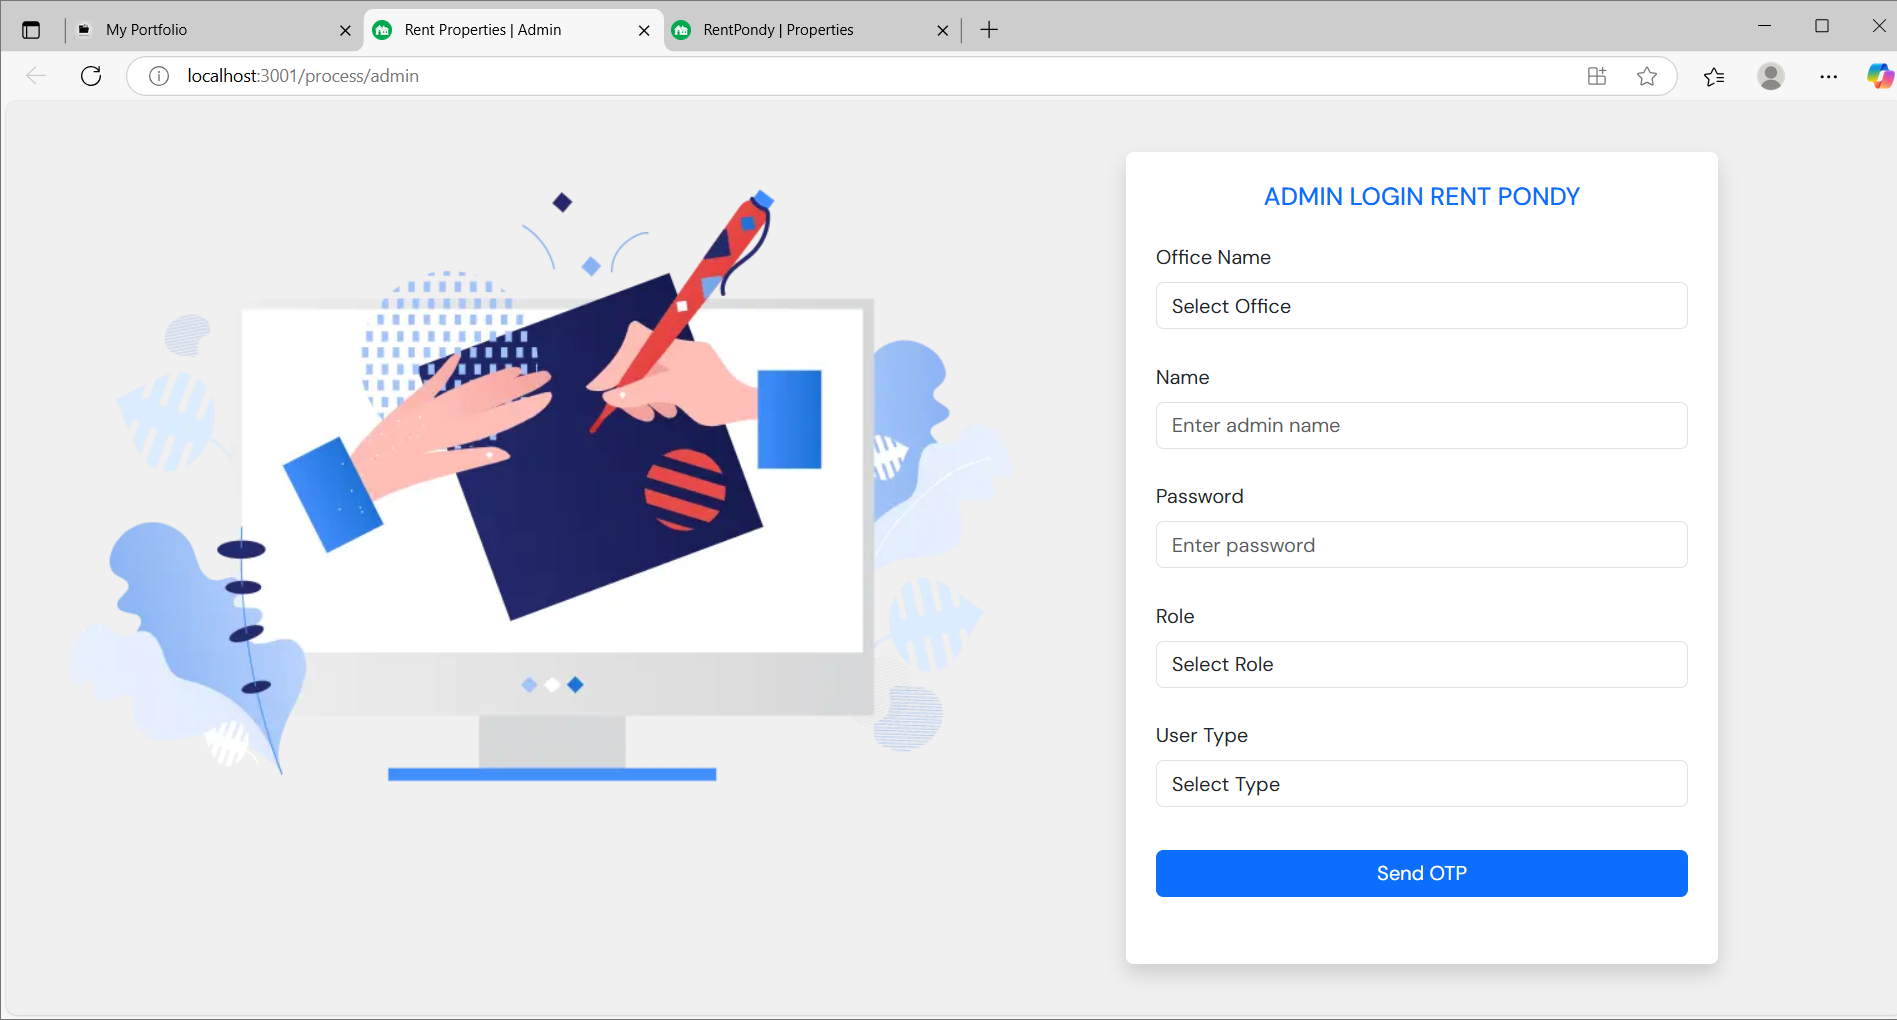 My Portfolio
Rent Properties | Admin
RentPondy | Properties
localhost:3001/process/admin
ADMIN LOGIN RENT PONDY
Office Name
Select Office
Name
Enter admin name
Password
Enter password
Role
Select Role
User Type
Select Type
Send OTP